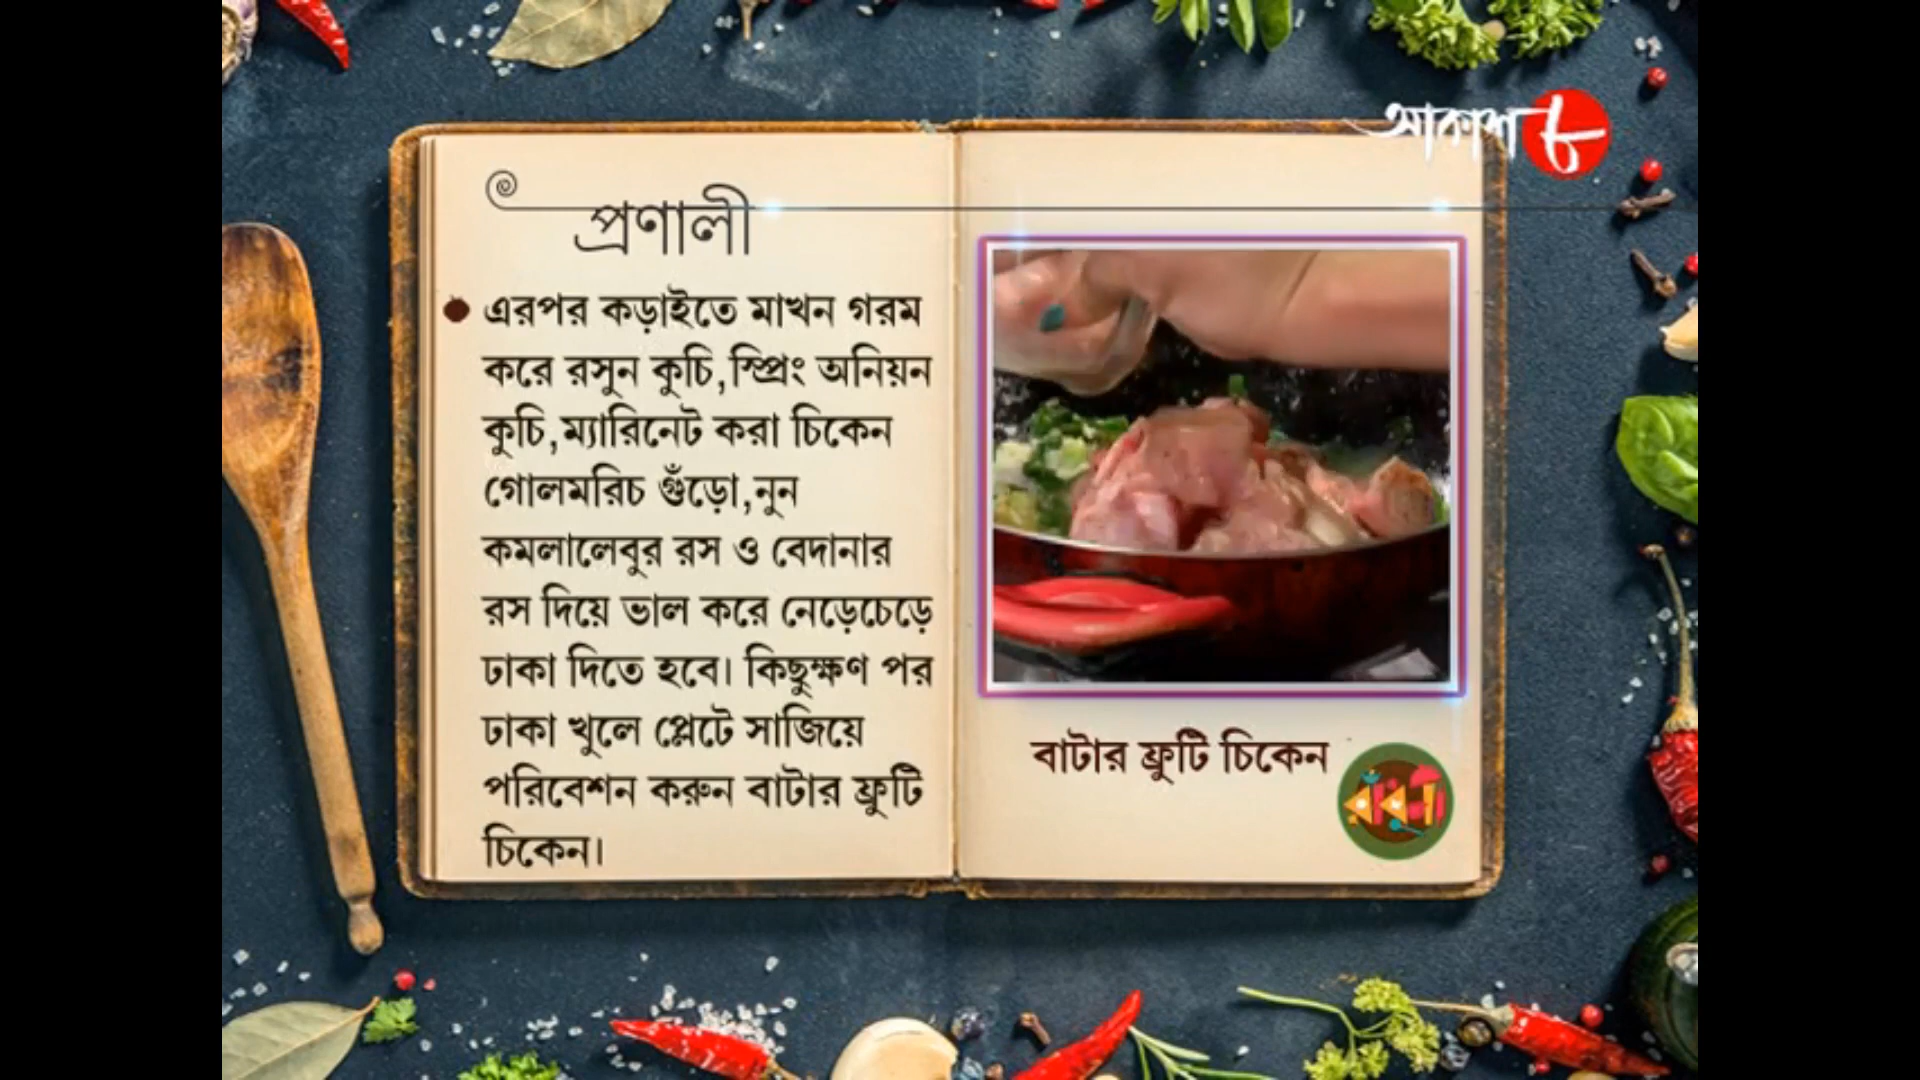 আকাশ ৮
প্রণালী
এরপর কড়াইতে মাখন গরম
করে রসুন কুচি,স্প্রিং অনিয়ন
কুচি,ম্যারিনেট করা চিকেন
গোলমরিচ গুঁড়ো,নুন
কমলালেবুর রস ও বেদানার
রস দিয়ে ভাল করে নেড়েচেড়ে
ঢাকা দিতে হবে। কিছুক্ষণ পর
ঢাকা খুলে প্লেটে সাজিয়ে
পরিবেশন করুন বাটার ফ্রুটি
চিকেন।
বাটার ফ্রুটি চিকেন